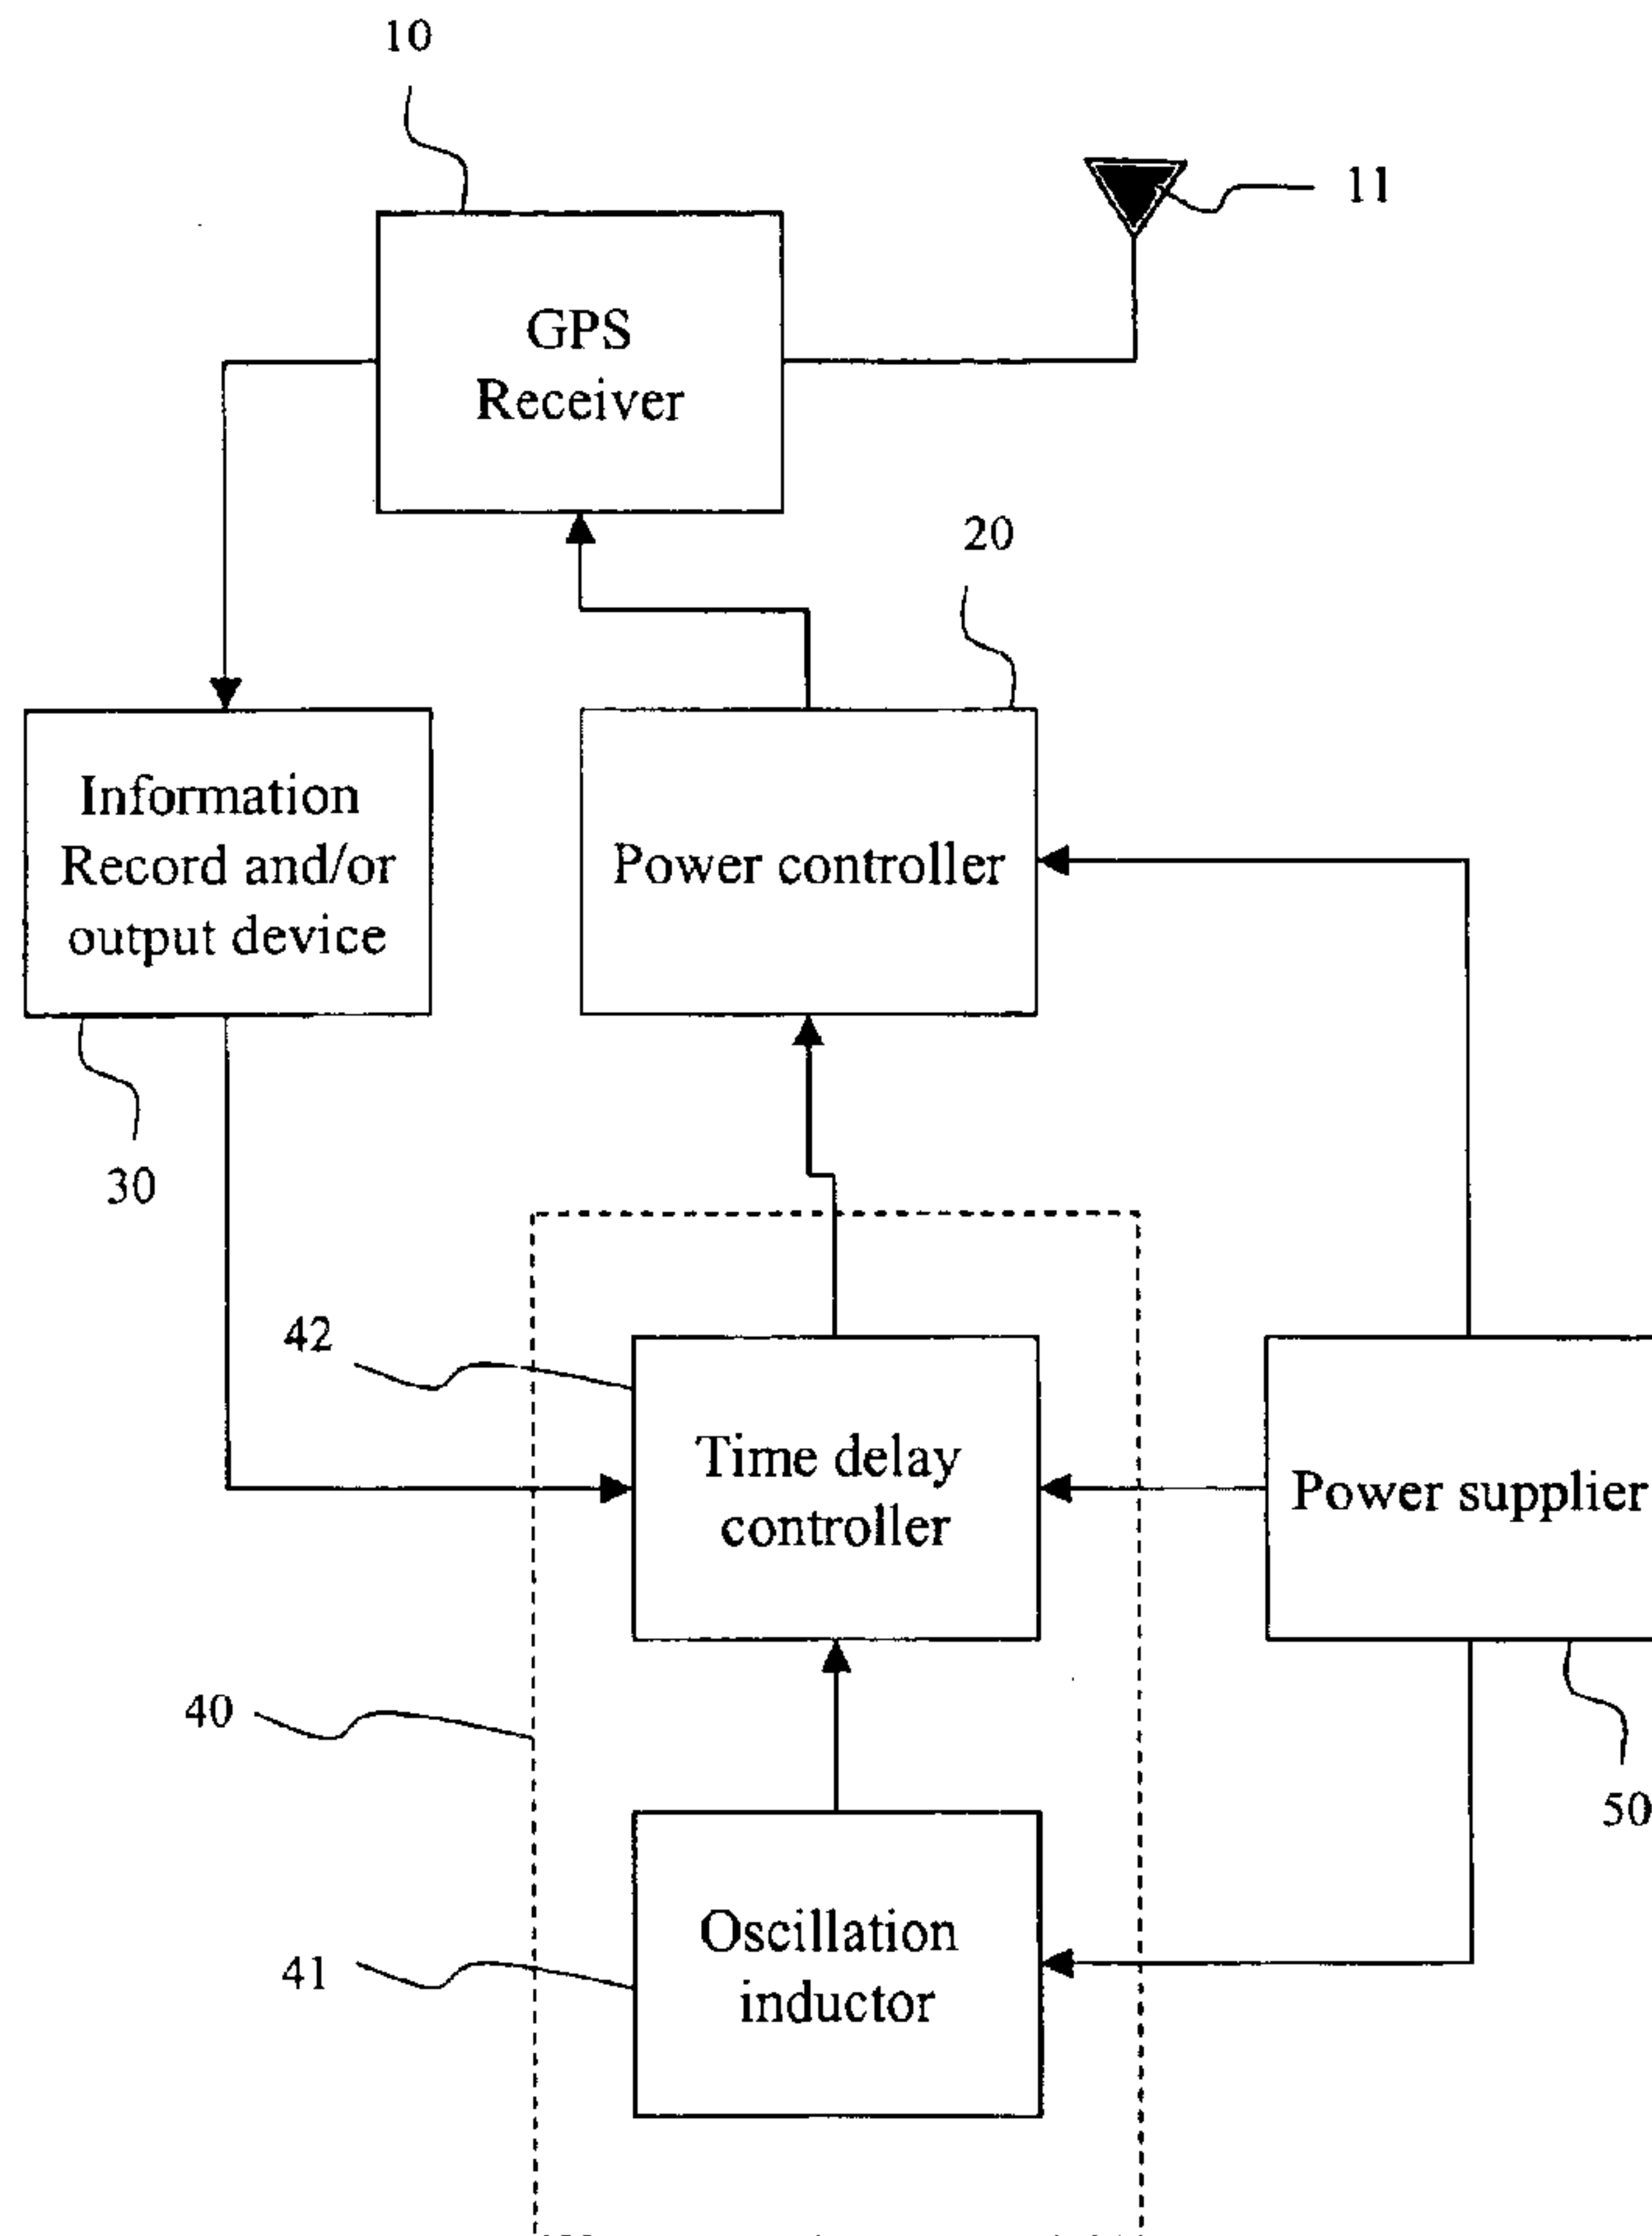 10
11
GPS
Receiver
20
Information
Record and/or
output device
Power controller
30
42
Time delay
controller
Power supplier
40
50
Oscillation
inductor
41